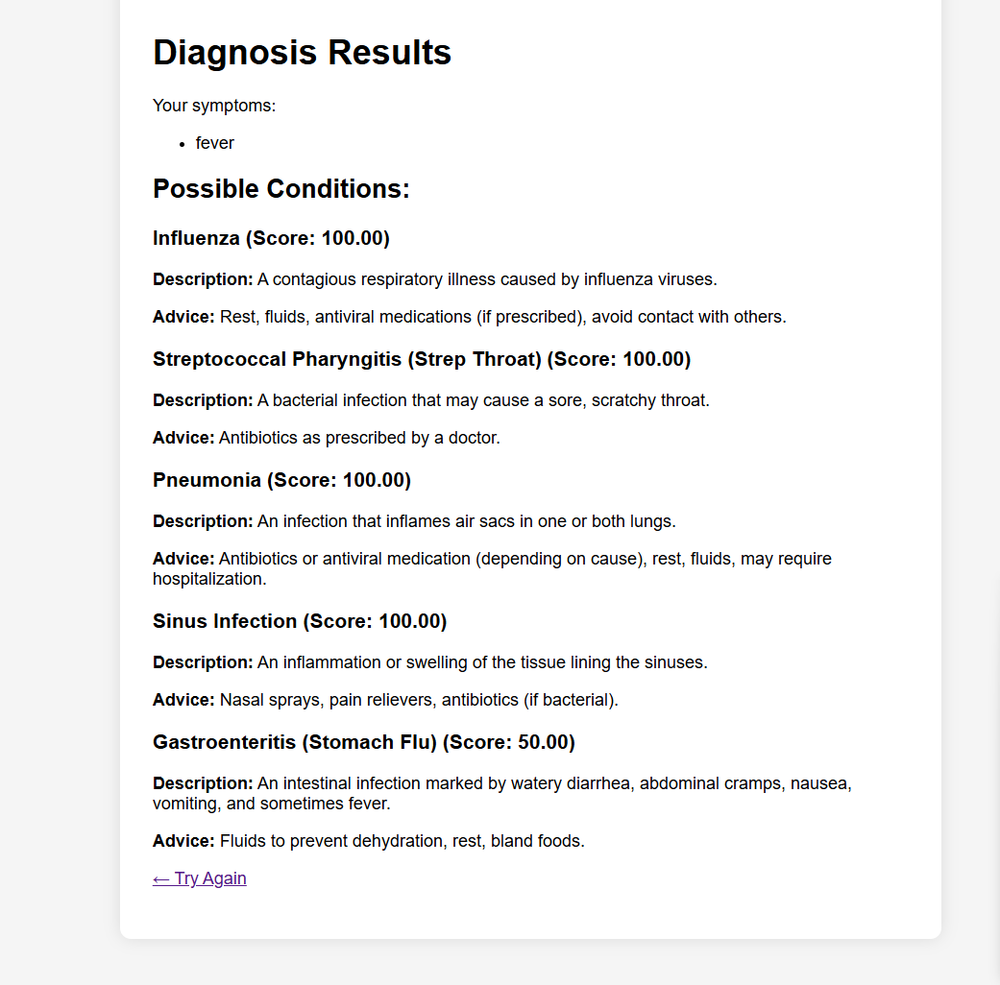 Diagnosis Results
Your symptoms:
• fever
Possible Conditions:
Influenza (Score: 100.00)
Description: A contagious respiratory illness caused by influenza viruses.
Advice: Rest, fluids, antiviral medications (if prescribed), avoid contact with others.
Streptococcal Pharyngitis (Strep Throat) (Score: 100.00)
Description: A bacterial infection that may cause a sore, scratchy throat.
Advice: Antibiotics as prescribed by a doctor.
Pneumonia (Score: 100.00)
Description: An infection that inflames air sacs in one or both lungs.
Advice: Antibiotics or antiviral medication (depending on cause), rest, fluids, may require
hospitalization.
Sinus Infection (Score: 100.00)
Description: An inflammation or swelling of the tissue lining the sinuses.
Advice: Nasal sprays, pain relievers, antibiotics (if bacterial).
Gastroenteritis (Stomach Flu) (Score: 50.00)
Description: An intestinal infection marked by watery diarrhea, abdominal cramps, nausea,
vomiting, and sometimes fever.
Advice: Fluids to prevent dehydration, rest, bland foods.
← Try Again